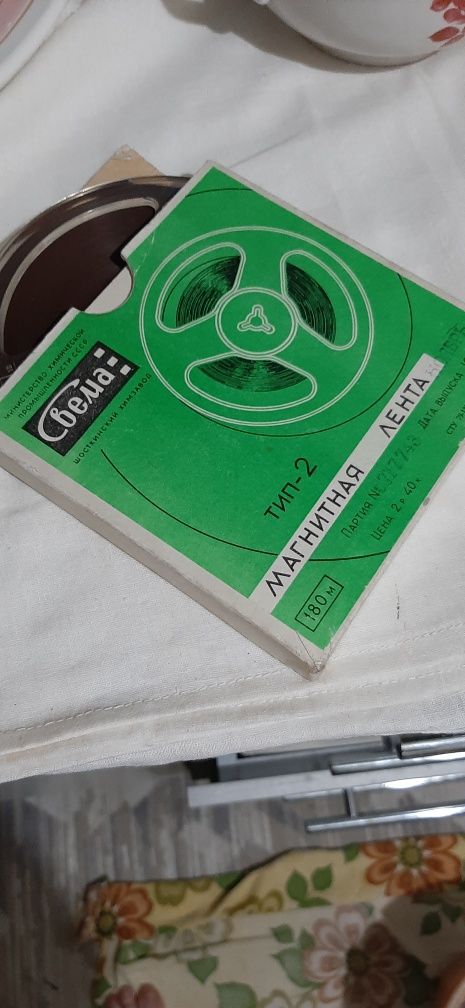 МИНИСТЕРСТВО ХИМИЧЕСКОЙ
ПРОМЫШЛЕННОСТИ СССР
Свема
ШОСТКИНСКИЙ ХИМЗАВОД
ТИП-2
МАГНИТНАЯ ЛЕНТА
ПАРТИЯ №
ДАТА ВЫПУСКА
ЦЕНА 2 р. 40 к
СТУ
180 м